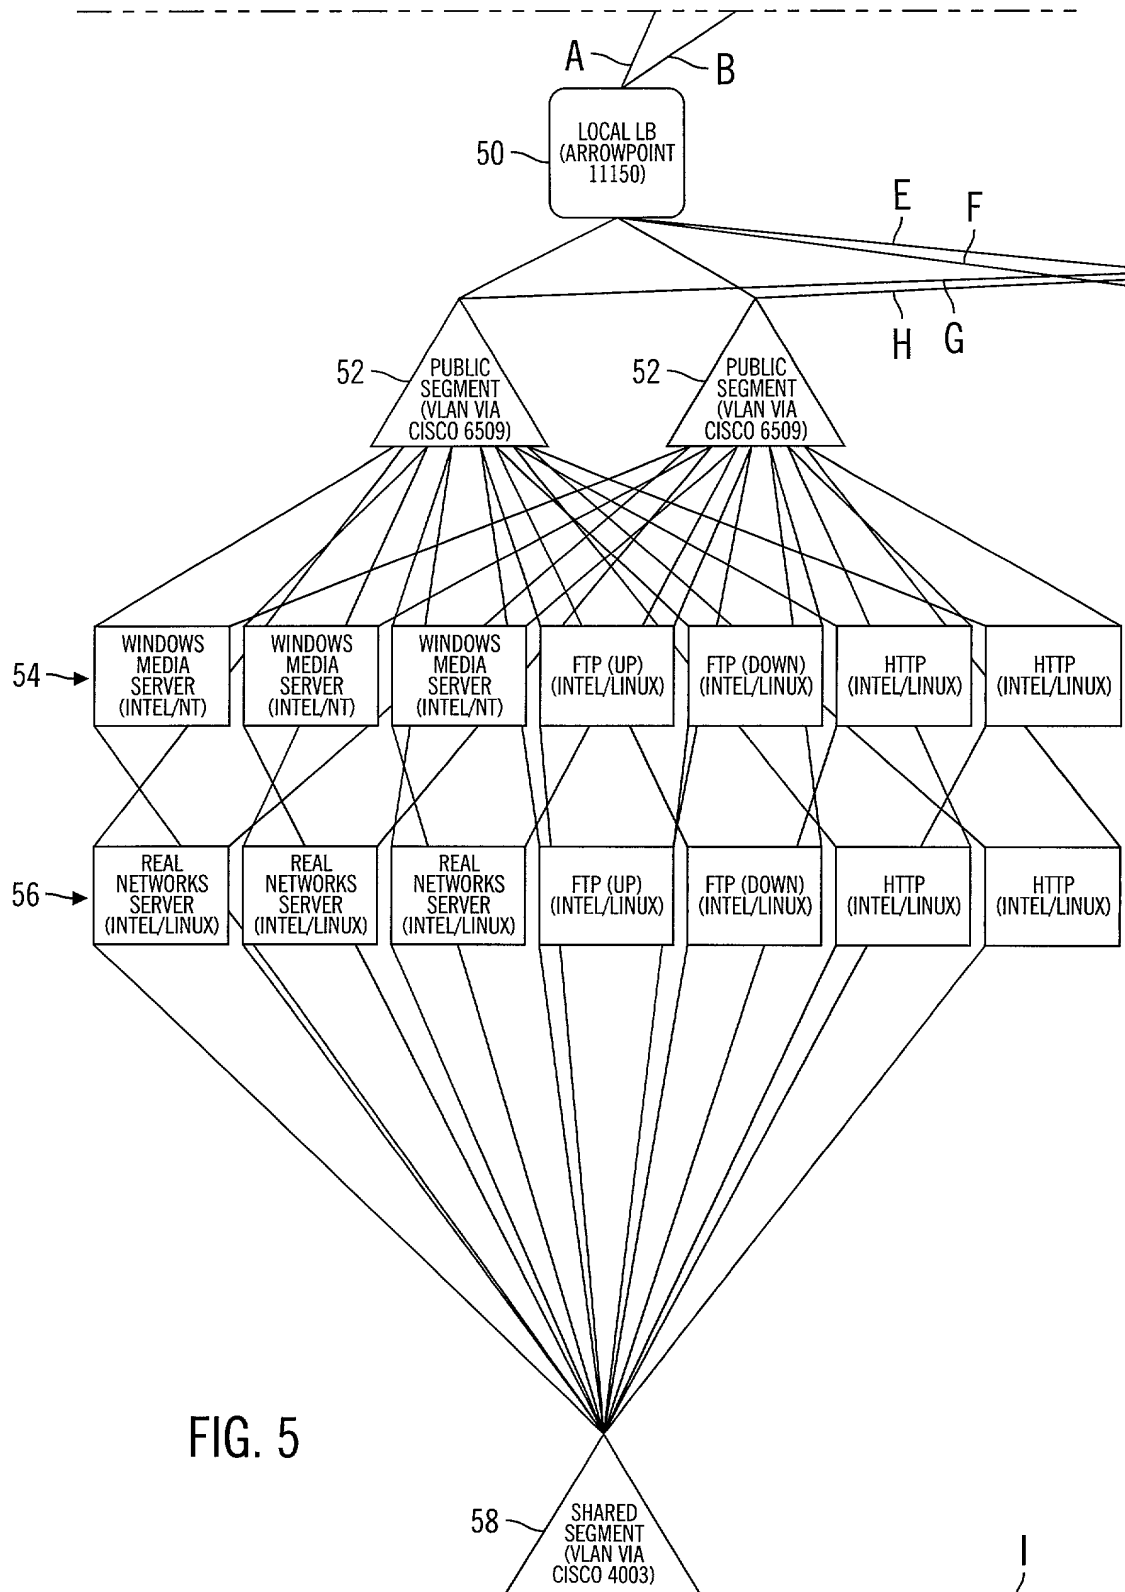 A
B
50
LOCAL LB
(ARROWPOINT
11150)
E
F
G
H
52
PUBLIC
SEGMENT
(VLAN VIA
CISCO 6509)
52
PUBLIC
SEGMENT
(VLAN VIA
CISCO 6509)
54
WINDOWS
MEDIA
SERVER
(INTEL/NT)
WINDOWS
MEDIA
SERVER
(INTEL/NT)
WINDOWS
MEDIA
SERVER
(INTEL/NT)
FTP (UP)
(INTEL/LINUX)
FTP (DOWN)
(INTEL/LINUX)
HTTP
(INTEL/LINUX)
HTTP
(INTEL/LINUX)
56
REAL
NETWORKS
SERVER
(INTEL/LINUX)
REAL
NETWORKS
SERVER
(INTEL/LINUX)
REAL
NETWORKS
SERVER
(INTEL/LINUX)
FTP (UP)
(INTEL/LINUX)
FTP (DOWN)
(INTEL/LINUX)
HTTP
(INTEL/LINUX)
HTTP
(INTEL/LINUX)
FIG. 5
58
SHARED
SEGMENT
(VLAN VIA
CISCO 4003)
I